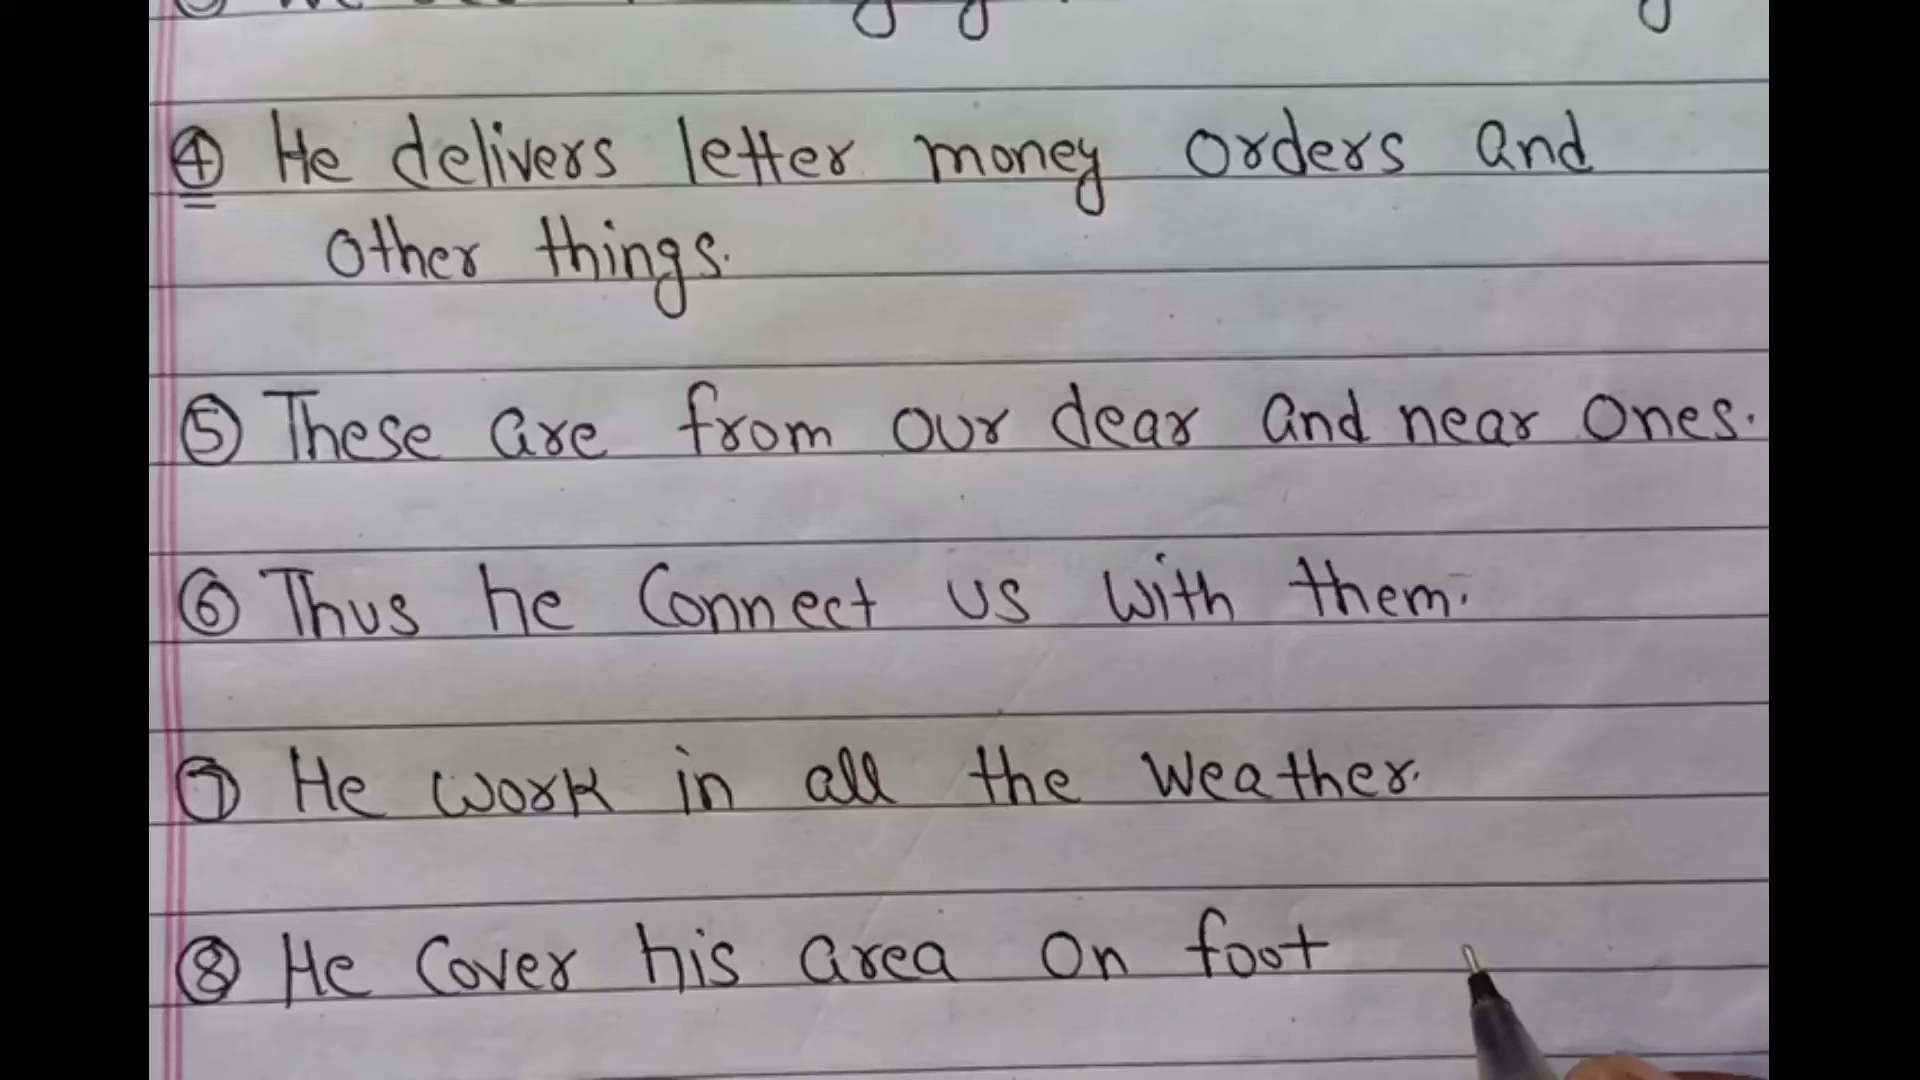 ④ He delivers letter money orders and
other things.
⑤ These are from our dear and near ones.
⑥ Thus he connect us with them.
⑦ He work in all the weather.
⑧ He cover his area on foot